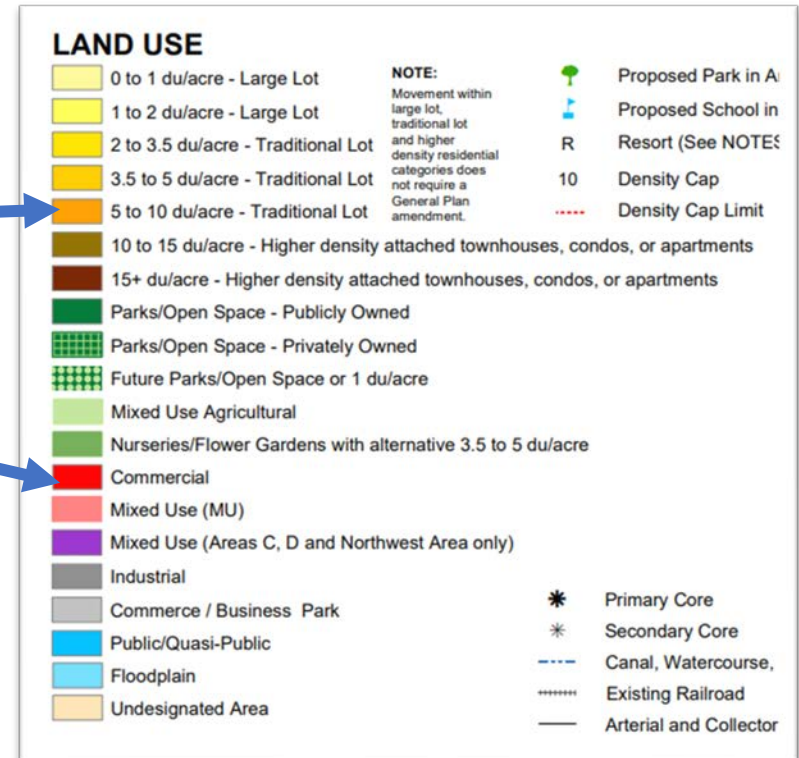 LAND USE
0 to 1 du/acre - Large Lot
1 to 2 du/acre - Large Lot
2 to 3.5 du/acre - Traditional Lot
3.5 to 5 du/acre - Traditional Lot
5 to 10 du/acre - Traditional Lot
10 to 15 du/acre - Higher density attached townhouses, condos, or apartments
15+ du/acre - Higher density attached townhouses, condos, or apartments
Parks/Open Space - Publicly Owned
Parks/Open Space - Privately Owned
Future Parks/Open Space or 1 du/acre
Mixed Use Agricultural
Nurseries/Flower Gardens with alternative 3.5 to 5 du/acre
Commercial
Mixed Use (MU)
Mixed Use (Areas C, D and Northwest Area only)
Industrial
Commerce / Business Park
Public/Quasi-Public
Floodplain
Undesignated Area
NOTE:
Movement within
large lot,
traditional lot
and higher
density residential
categories does
not require a
General Plan
amendment.
Proposed Park in
Proposed School in
R Resort (See NOTES
10 Density Cap
Density Cap Limit
Primary Core
Secondary Core
Canal, Watercourse,
Existing Railroad
Arterial and Collector